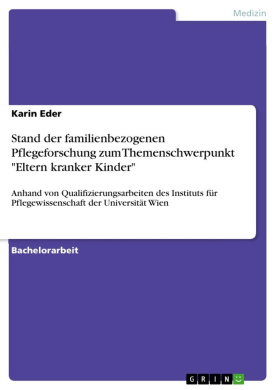 Medizin
Karin Eder
Stand der familienbezogenen
Pflegeforschung zum Themenschwerpunkt
"Eltern kranker Kinder"
Anhand von Qualifizierungsarbeiten des Instituts für
Pflegewissenschaft der Universität Wien
Bachelorarbeit
GRIN